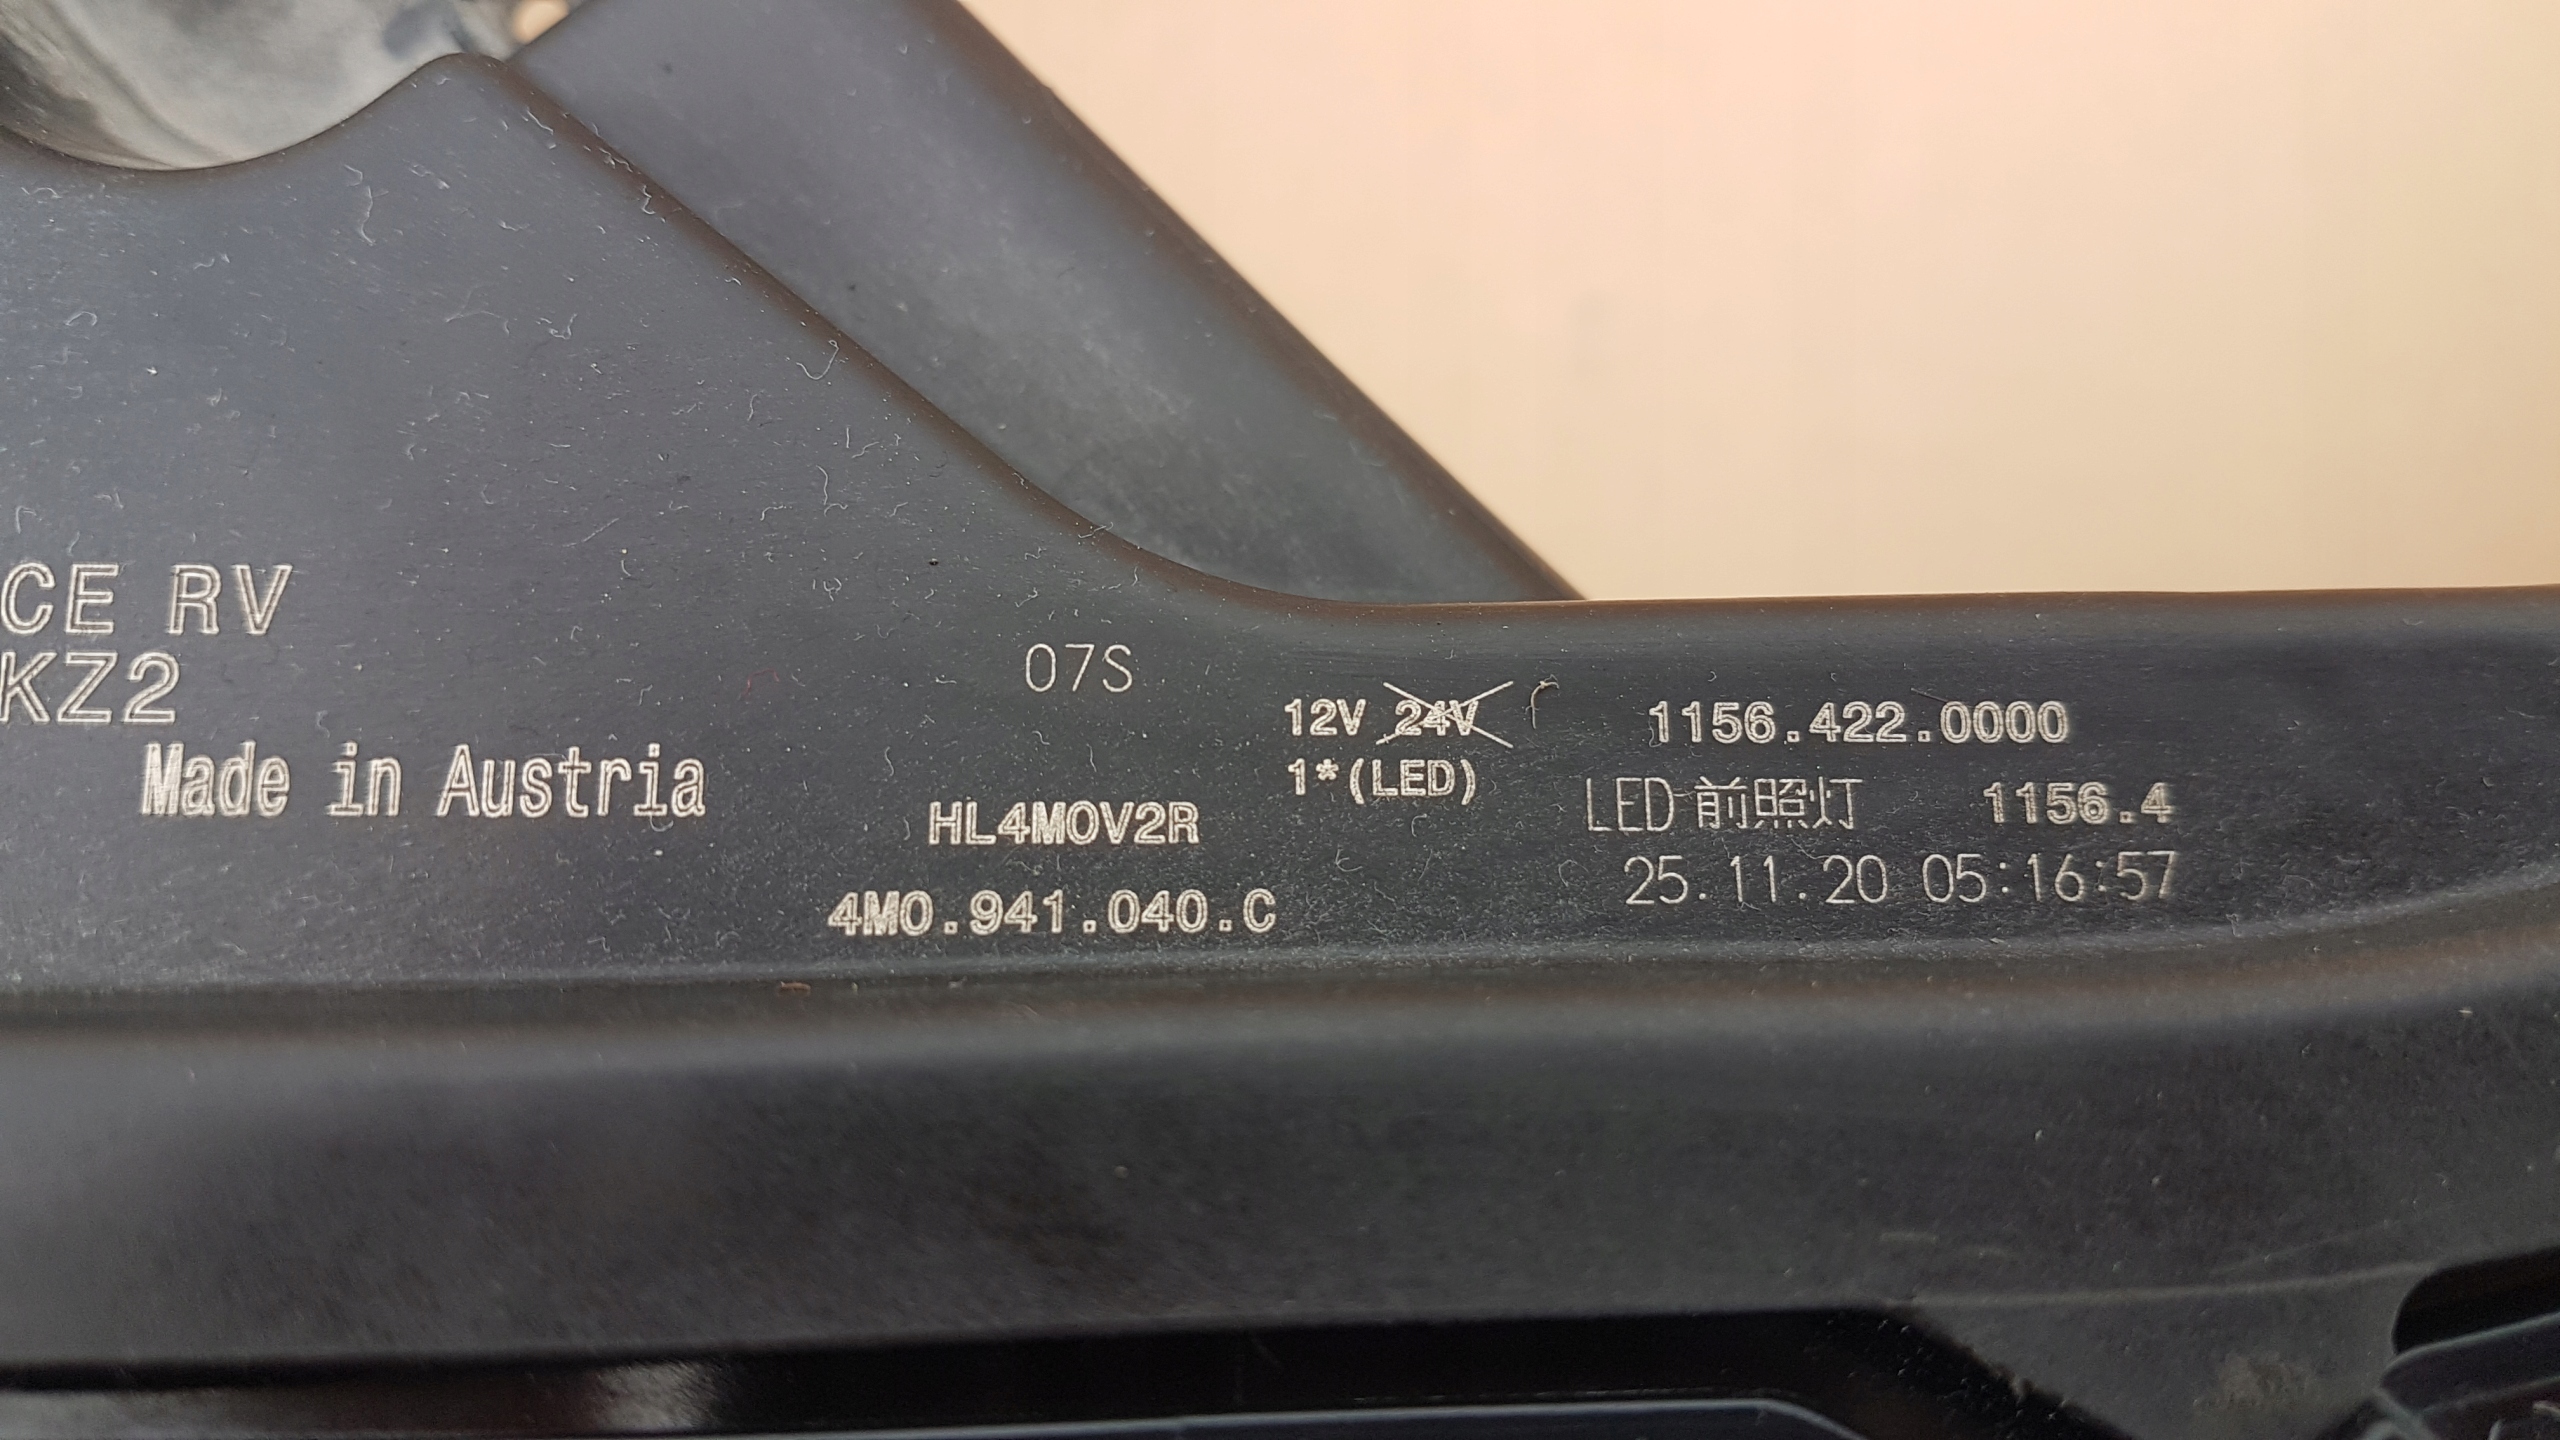 CE RV
KZ2
Made in Austria
07S
HL4M0V2R
4M0.941.040.C
12V 24V
1*(LED)
1156.422.0000
LED 前照灯 1156.4
25.11.20 05:16:57